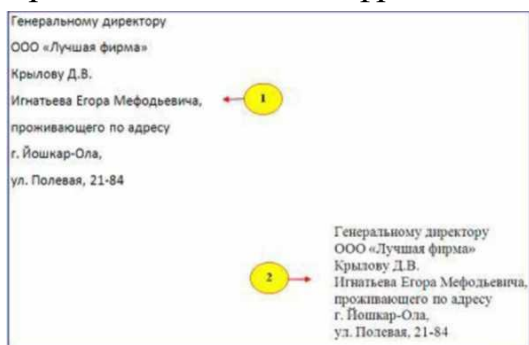 Генеральному директору
ООО «Лучшая фирма»
Крылову Д.В.
Игнатьева Егора Мефодьевича,
1
проживающего по адресу
г. Йошкар-Ола,
ул. Полевая, 21-84
Генеральному директору
ООО «Лучшая фирма»
Крылову Д.В.
2
Игнатьева Егора Мефодьевича,
проживающего по адресу
г. Йошкар-Ола,
ул. Полевая, 21-84